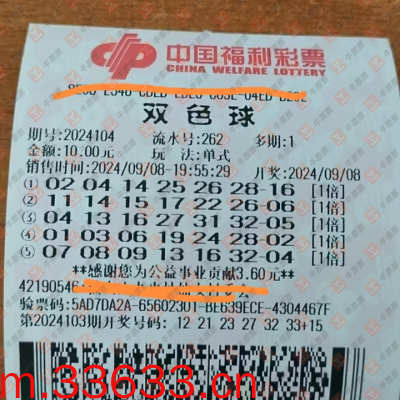 中国福利彩票
CHINA WELFARE LOTTERY
双色球
期号:2024104 流水号:262 多期:1
金额:10.00元 玩法:单式
销售时间:2024/09/08-19:55:29 开奖:2024/09/08
① 02 04 14 25 26 28-16 [1倍]
② 11 14 15 17 22 26-06 [1倍]
③ 04 13 16 27 31 32-05 [1倍]
④ 01 03 06 19 24 28-02 [1倍]
⑤ 07 08 09 13 16 32-04 [1倍]
**感谢您为公益事业贡献3.60元**
4219054
验票码:5AD7DA2A-65602301-BE639ECE-4304467F
第2024103期开奖号码: 12 21 23 27 32 33+15
m.33633.cn